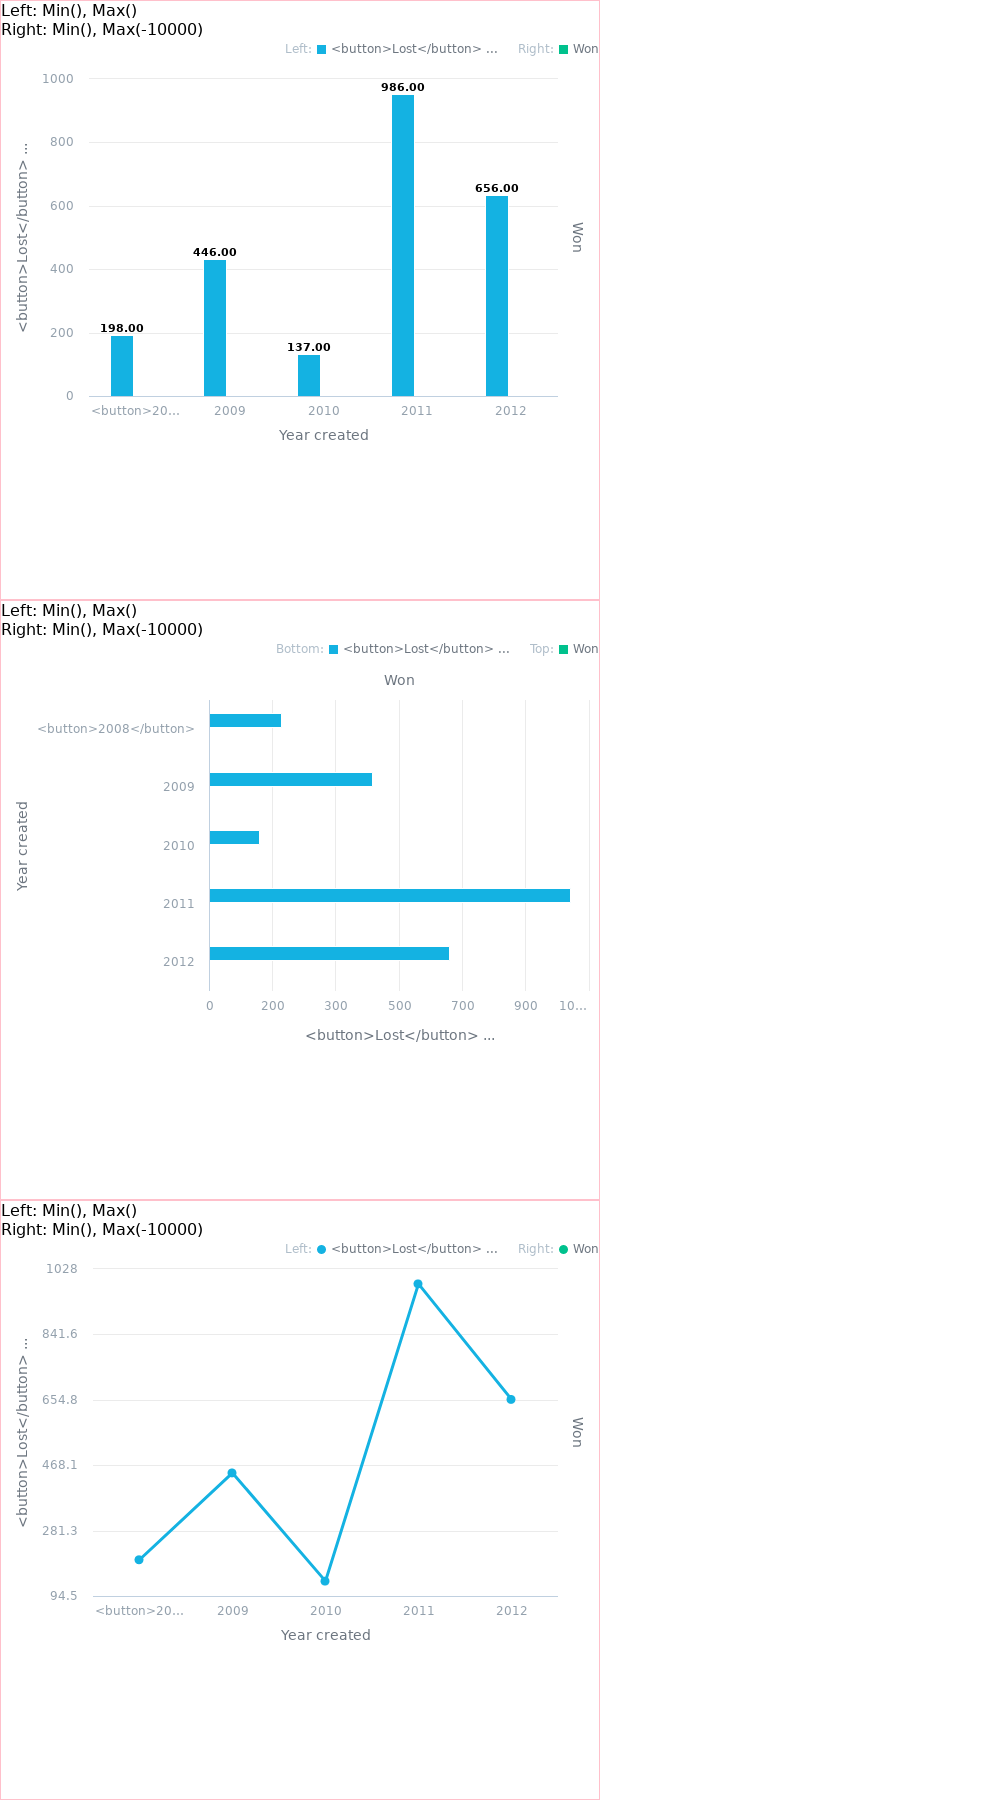 Left: Min(), Max()
Right: Min(), Max(-10000)
Left: <button>Lost</button> ... Right: Won
1000
800
600
400
200
0
<button>Lost</button> ...
Won
986.00
656.00
446.00
198.00
137.00
<button>20... 2009 2010 2011 2012
Year created
Left: Min(), Max()
Right: Min(), Max(-10000)
Bottom: <button>Lost</button> ... Top: Won
Won
<button>2008</button>
2009
2010
2011
2012
Year created
0 200 300 500 700 900 10...
<button>Lost</button> ...
Left: Min(), Max()
Right: Min(), Max(-10000)
Left: <button>Lost</button> ... Right: Won
1028
841.6
654.8
468.1
281.3
94.5
<button>Lost</button> ...
Won
<button>20... 2009 2010 2011 2012
Year created